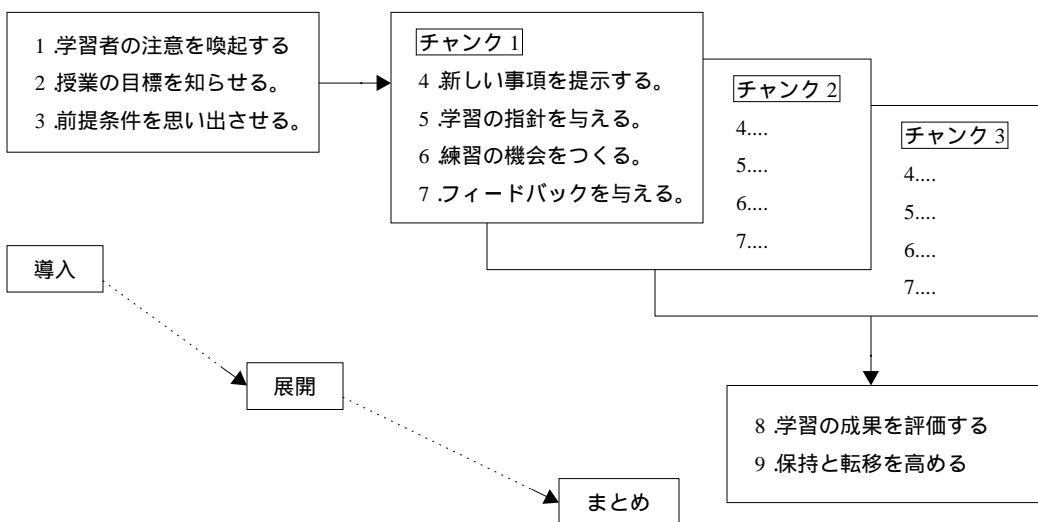 1 .学習者の注意を喚起する
2 .授業の目標を知らせる。
3 .前提条件を思い出させる。
チャンク 1
4 .新しい事項を提示する。
5 .学習の指針を与える。
6 .練習の機会をつくる。
7 .フィードバックを与える。
チャンク 2
4....
5....
6....
7....
チャンク 3
4....
5....
6....
7....
導入
展開
まとめ
8 .学習の成果を評価する
9 .保持と転移を高める